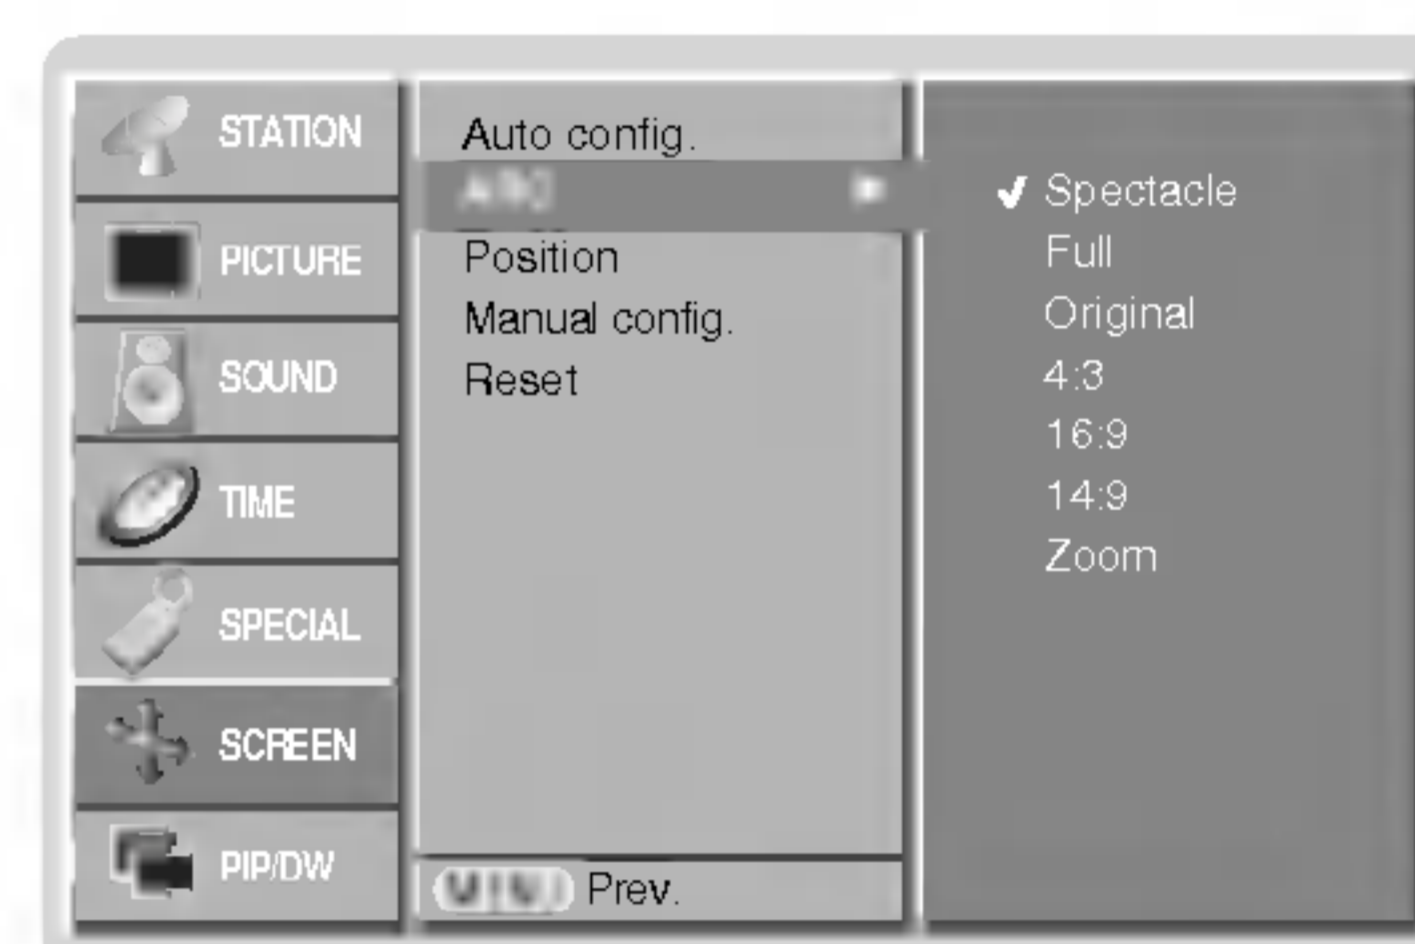 STATION
PICTURE
SOUND
TIME
SPECIAL
SCREEN
PIP/DW
Auto config.
Position
Manual config.
Reset
Prev.
Spectacle
Full
Original
4:3
16:9
14:9
Zoom